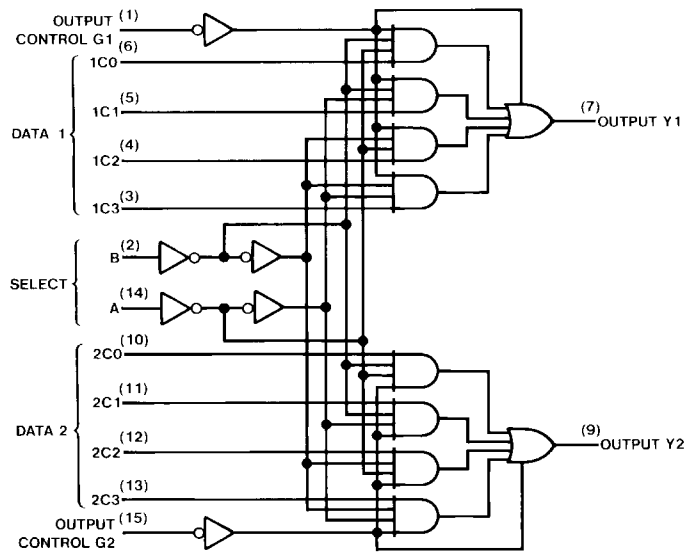 OUTPUT (1)
CONTROL G1
(6)
1C0
(5)
1C1
DATA 1
(4)
1C2
(3)
1C3
(7)
OUTPUT Y1
(2)
B
SELECT
(14)
A
(10)
2C0
(11)
2C1
DATA 2
(12)
2C2
(13)
2C3
(9)
OUTPUT Y2
OUTPUT (15)
CONTROL G2